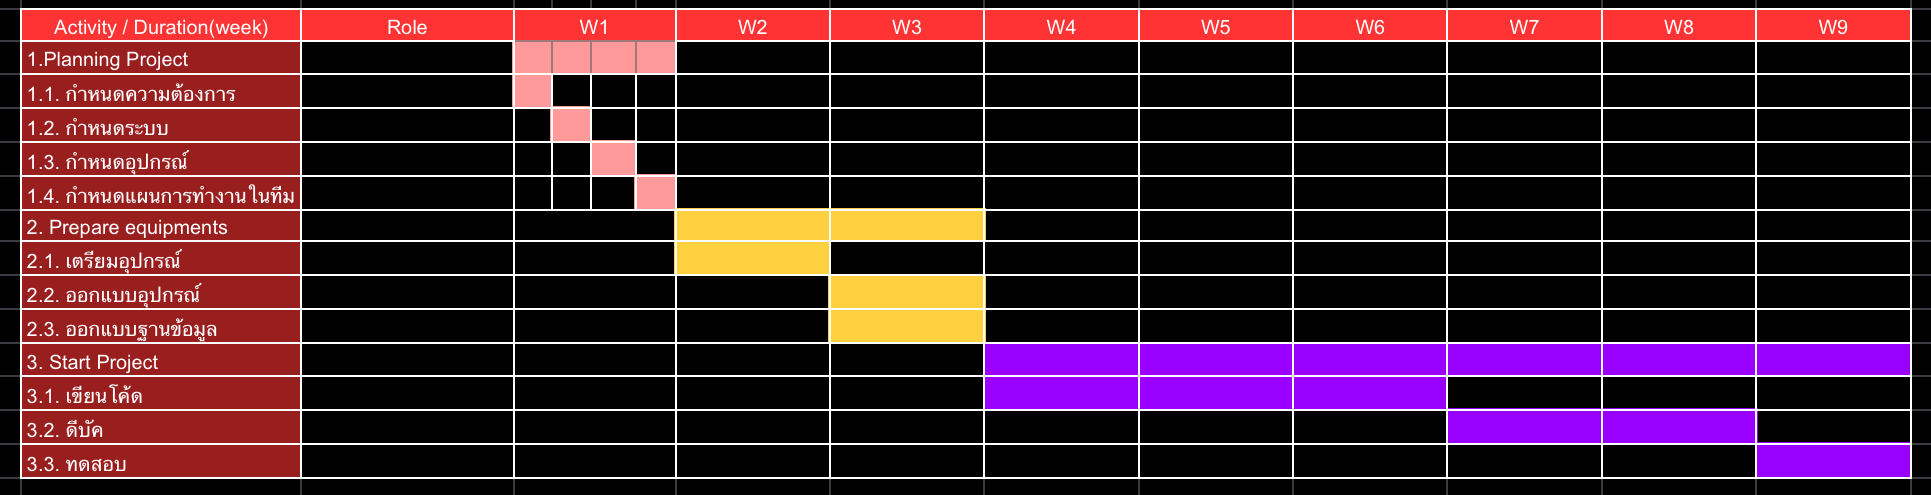 Activity / Duration(week) Role W1 W2 W3 W4 W5 W6 W7 W8 W9
1.Planning Project
1.1. กำหนดความต้องการ
1.2. กำหนดระบบ
1.3. กำหนดอุปกรณ์
1.4. กำหนดแผนการทำงานในทีม
2. Prepare equipments
2.1. เตรียมอุปกรณ์
2.2. ออกแบบอุปกรณ์
2.3. ออกแบบฐานข้อมูล
3. Start Project
3.1. เขียนโค้ด
3.2. ดีบัค
3.3. ทดสอบ